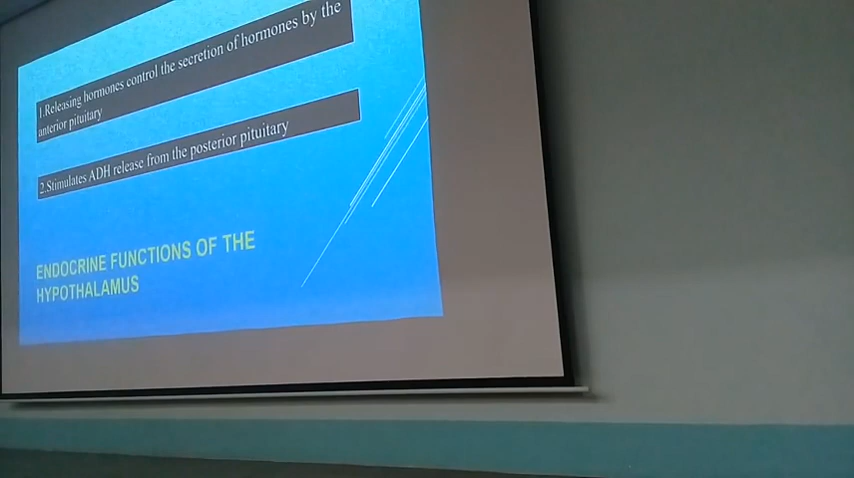 1.Releasing hormones control the secretion of hormones by the
anterior pituitary
2.Stimulates ADH release from the posterior pituitary
ENDOCRINE FUNCTIONS OF THE
HYPOTHALAMUS